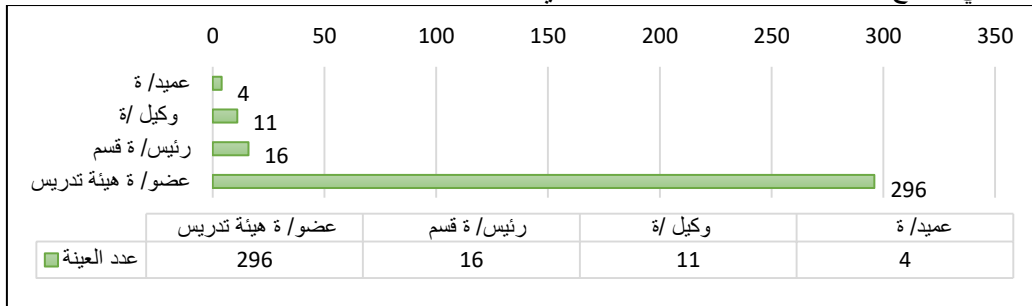 0 50 100 150 200 250 300 350
عميد/ ة 4
وكيل /ة 11
رئيس/ ة قسم 16
عضو/ ة هيئة تدريس 296
عميد/ ة وكيل /ة رئيس/ ة قسم عضو/ ة هيئة تدريس
عدد العينة 296 16 11 4